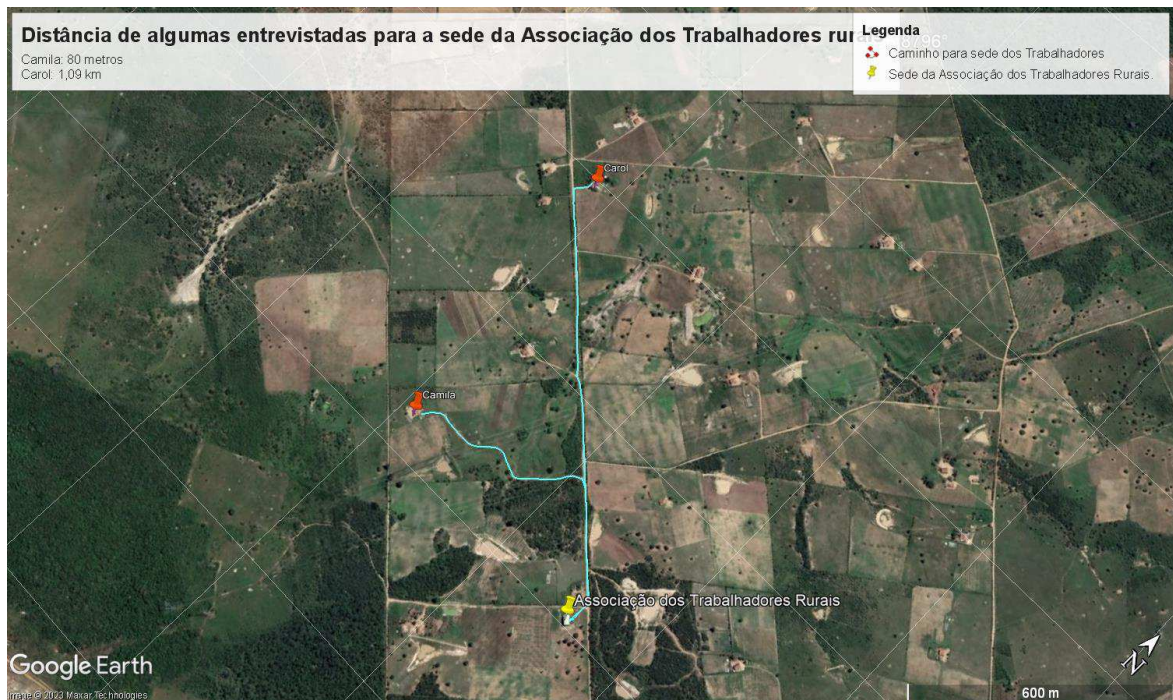 Distância de algumas entrevistadas para a sede da Associação dos Trabalhadores rur
Camila: 80 metros
Carol: 1,09 km
Legenda
Caminho para sede dos Trabalhadores
Sede da Associação dos Trabalhadores Rurais.
Carol
Camila
Associação dos Trabalhadores Rurais
Google Earth
Image © 2023 Maxar Technologies
N
600 m